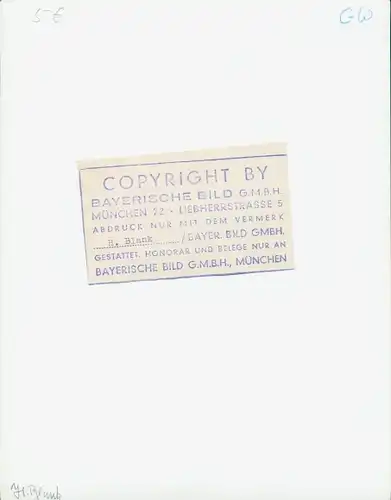 5€
GW
COPYRIGHT BY
BAYERISCHE BILD G.M.B.H.
MÜNCHEN 22 - LIEBHERRSTRASSE 5
ABDRUCK NUR MIT DEM VERMERK
H. Blank /BAYER. BILD GMBH.
GESTATTET. HONORAR UND BELEGE NUR AN
BAYERISCHE BILD G.M.B.H., MÜNCHEN
H. Blank